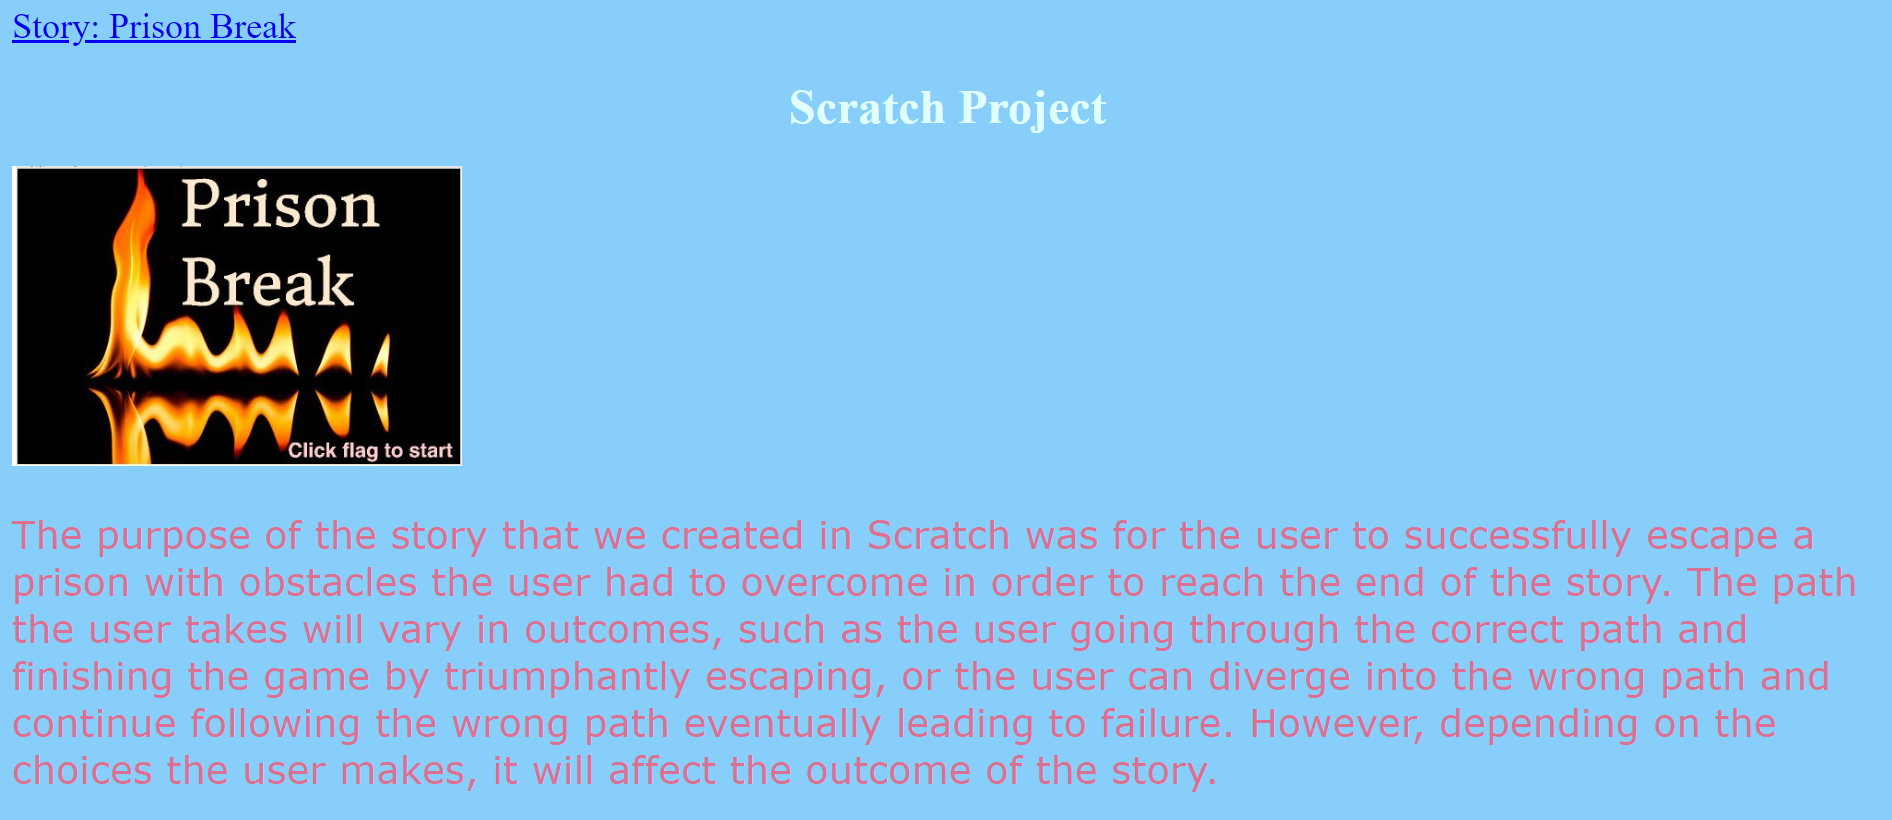 Story: Prison Break
Scratch Project
Prison
Break
Click flag to start
The purpose of the story that we created in Scratch was for the user to successfully escape a
prison with obstacles the user had to overcome in order to reach the end of the story. The path
the user takes will vary in outcomes, such as the user going through the correct path and
finishing the game by triumphantly escaping, or the user can diverge into the wrong path and
continue following the wrong path eventually leading to failure. However, depending on the
choices the user makes, it will affect the outcome of the story.